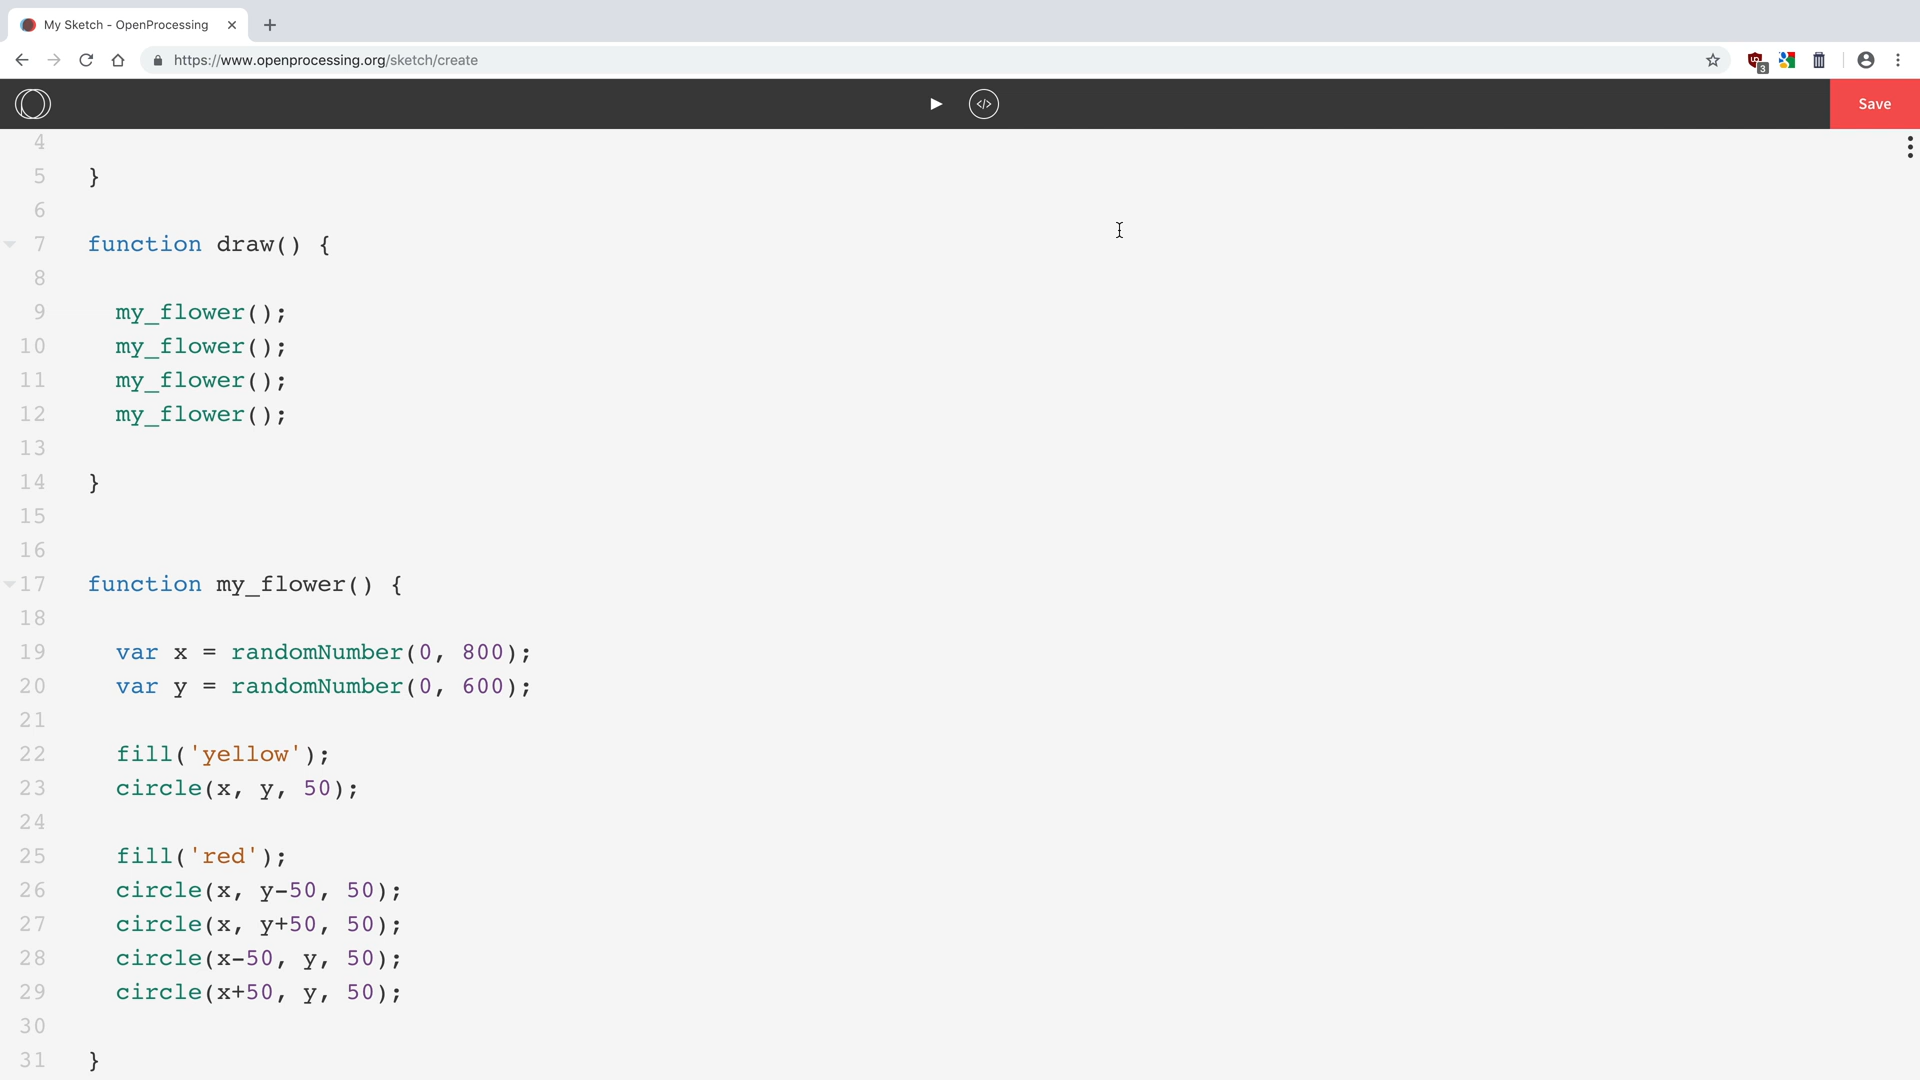 My Sketch - OpenProcessing
https://www.openprocessing.org/sketch/create
3
</>
Save
4
5 }
6
7 function draw() {
8
9 my_flower();
10 my_flower();
11 my_flower();
12 my_flower();
13
14 }
15
16
17 function my_flower() {
18
19 var x = randomNumber(0, 800);
20 var y = randomNumber(0, 600);
21
22 fill('yellow');
23 circle(x, y, 50);
24
25 fill('red');
26 circle(x, y-50, 50);
27 circle(x, y+50, 50);
28 circle(x-50, y, 50);
29 circle(x+50, y, 50);
30
31 }